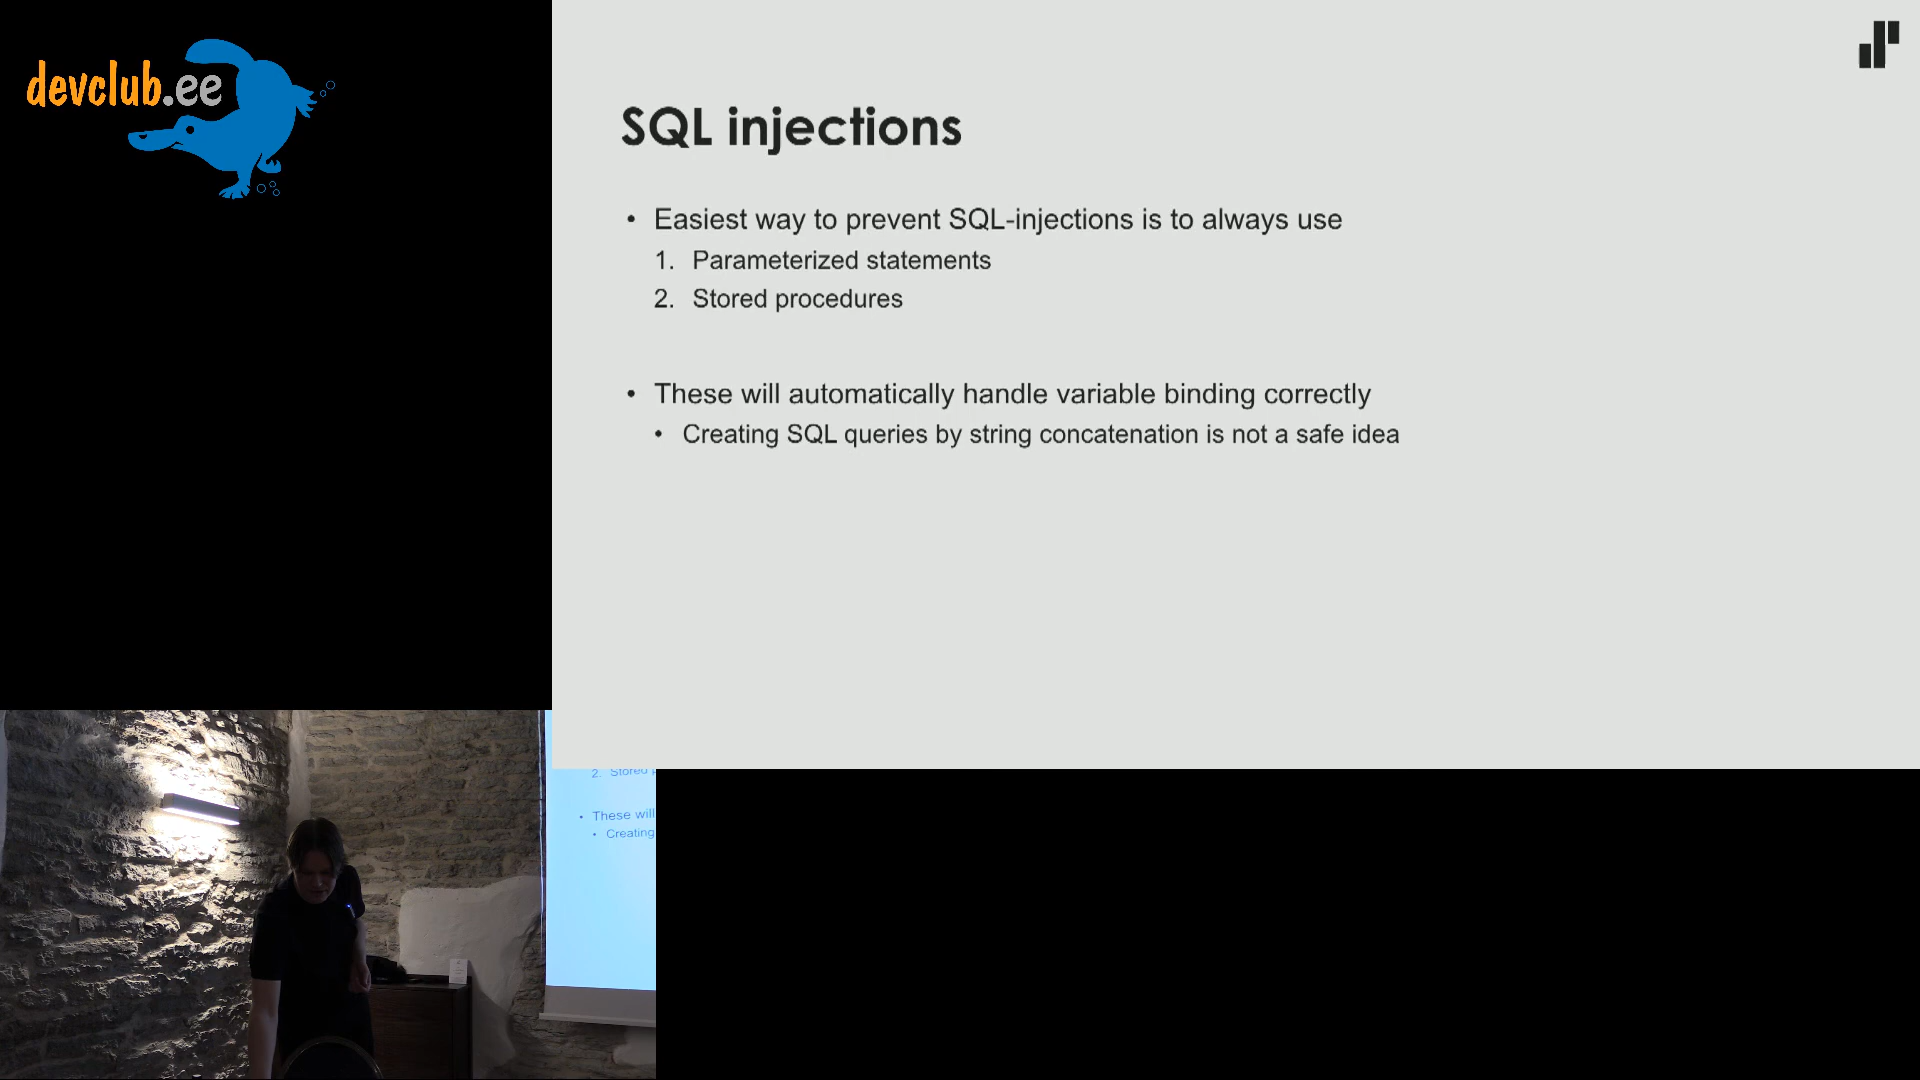 devclub.ee
SQL injections
• Easiest way to prevent SQL-injections is to always use
1. Parameterized statements
2. Stored procedures
• These will automatically handle variable binding correctly
• Creating SQL queries by string concatenation is not a safe idea
2. Stored
• These will
• Creating